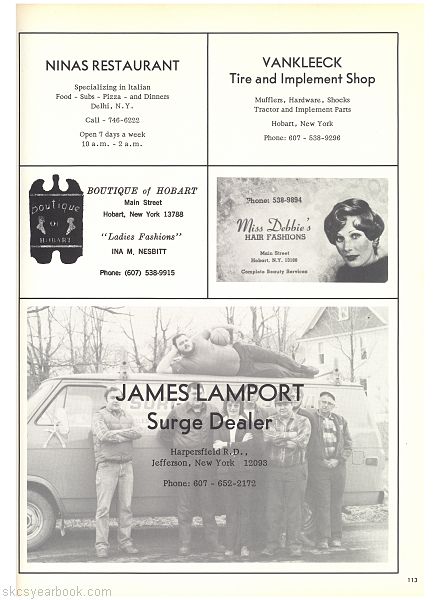 NINAS RESTAURANT
Specializing in Italian
Food - Subs - Pizza - and Dinners
Delhi, N.Y.
Call - 746-6222
Open 7 days a week
10 a.m. - 2 a.m.
VANKLEECK
Tire and Implement Shop
Mufflers, Hardware, Shocks
Tractor and Implement Parts
Hobart, New York
Phone: 607 - 538-9296
Boutique
OF
HOBART
BOUTIQUE of HOBART
Main Street
Hobart, New York 13788
"Ladies Fashions"
INA M. NESBITT
Phone: (607) 538-9915
Phone: 538-9894
Miss Debbie's
HAIR FASHIONS
Main Street
Hobart, N.Y. 13788
Complete Beauty Services
JAMES LAMPORT
Surge Dealer
Harpersfield R.D.,
Jefferson, New York 12093
Phone: 607 - 652-2172
113
skcsyearbook.com